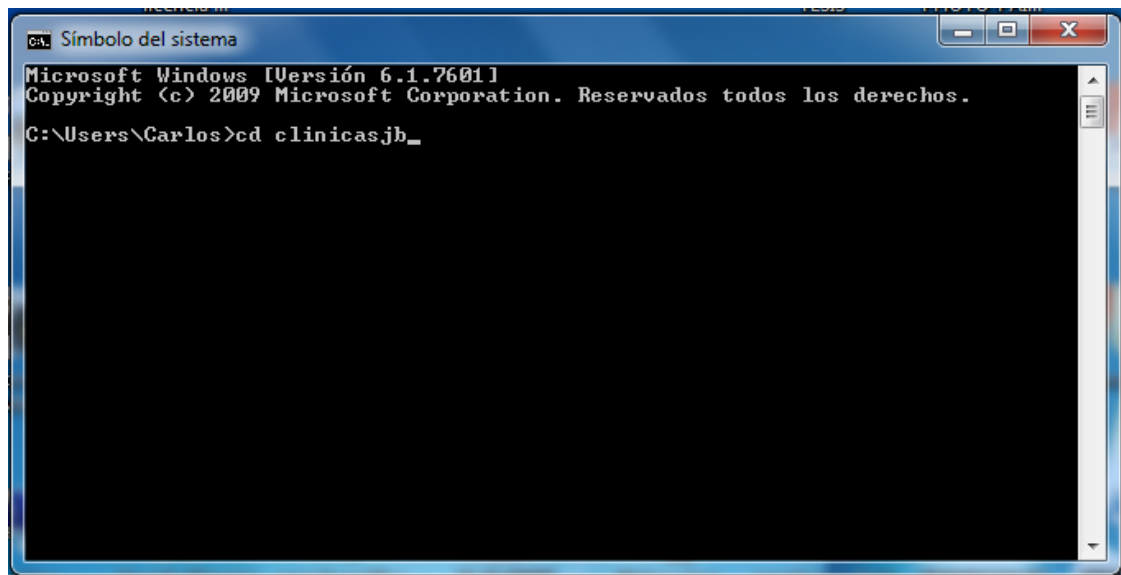 Símbolo del sistema
Microsoft Windows [Versión 6.1.7601]
Copyright (c) 2009 Microsoft Corporation. Reservados todos los derechos.
C:\Users\Carlos>cd clinicasjb_